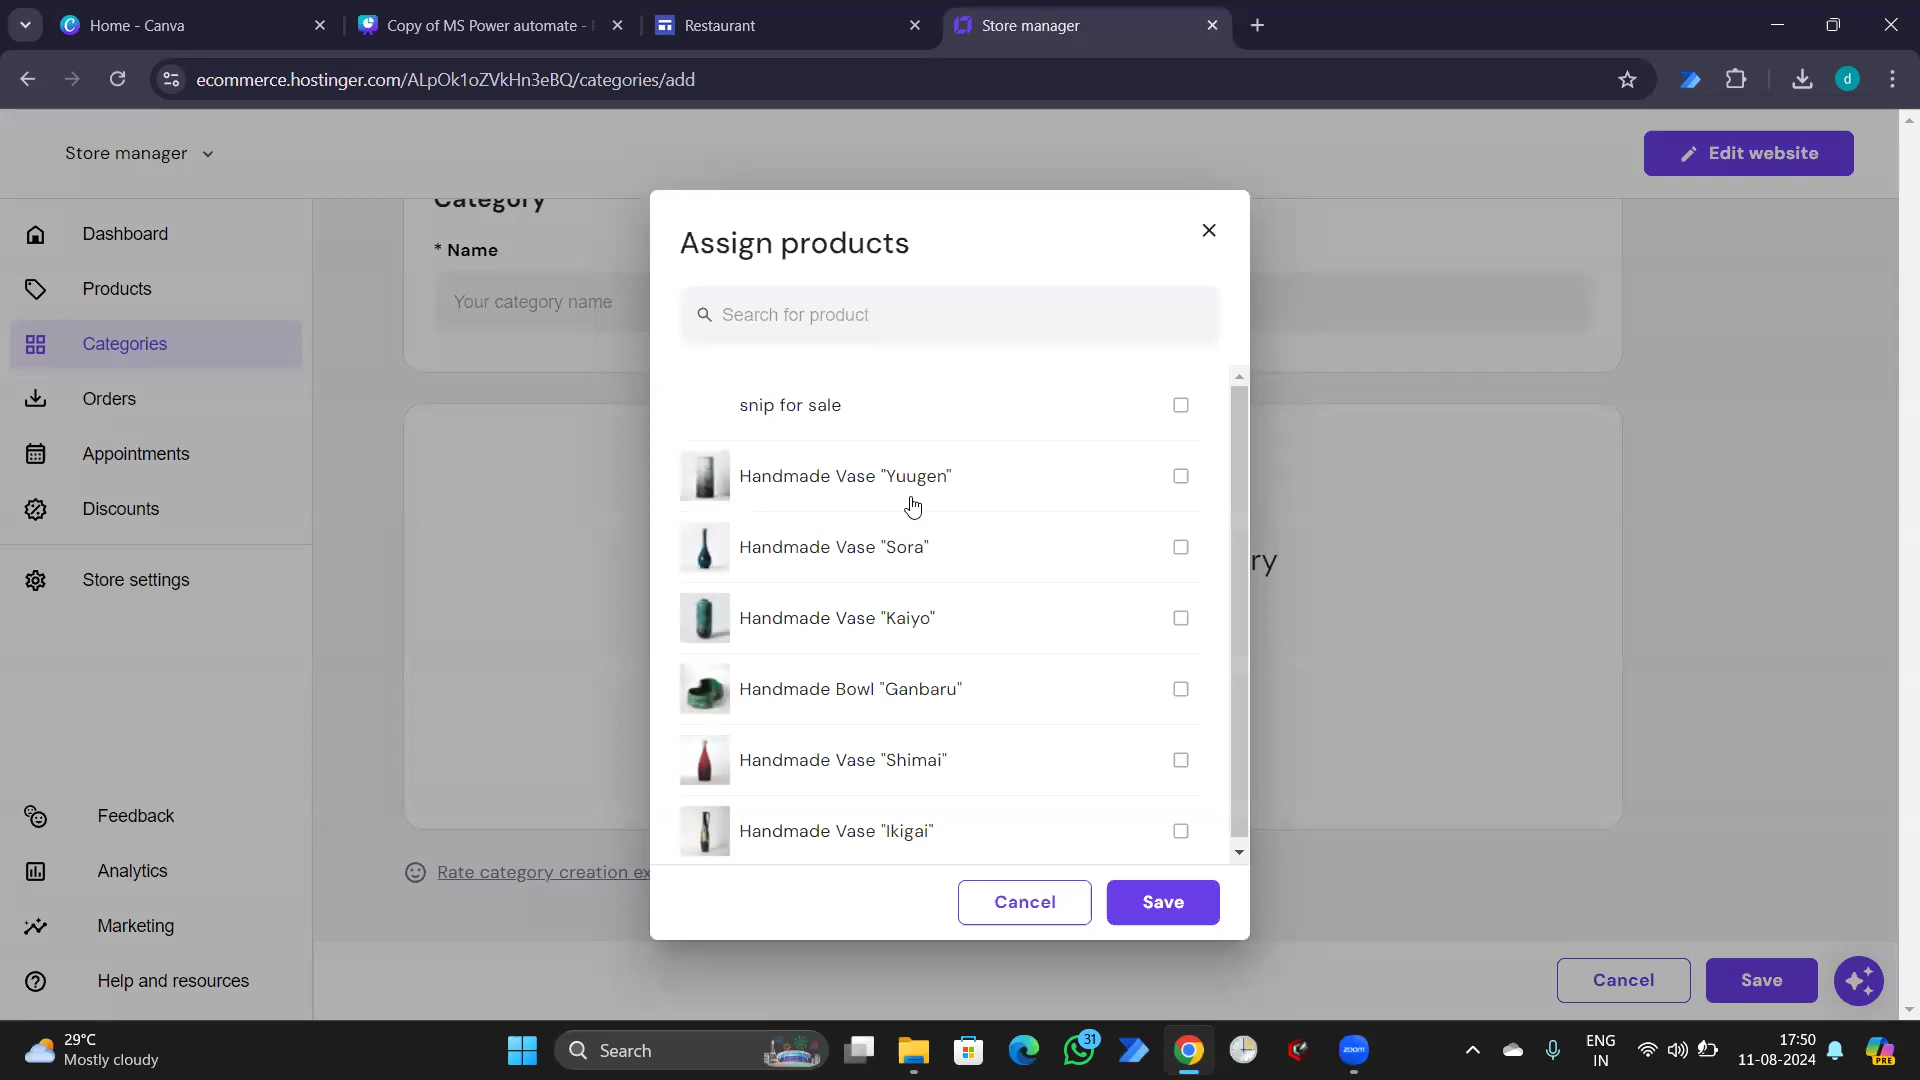 Home - Canva
Copy of MS Power automate -
Restaurant
Store manager
ecommerce.hostinger.com/ALpOk1oZVkHn3eBQ/categories/add
d
Store manager
Edit website
Dashboard
Products
Categories
Orders
Appointments
Discounts
Store settings
Feedback
Analytics
Marketing
Help and resources
Category
* Name
Your category name
ry
Rate category creation ex
Assign products
Search for product
snip for sale
Handmade Vase "Yuugen"
Handmade Vase "Sora"
Handmade Vase "Kaiyo"
Handmade Bowl "Ganbaru"
Handmade Vase "Shimai"
Handmade Vase "Ikigai"
Cancel
Save
Cancel
Save
29°C
Mostly cloudy
Search
31
zoom
ENG
IN
17:50
11-08-2024
PRE